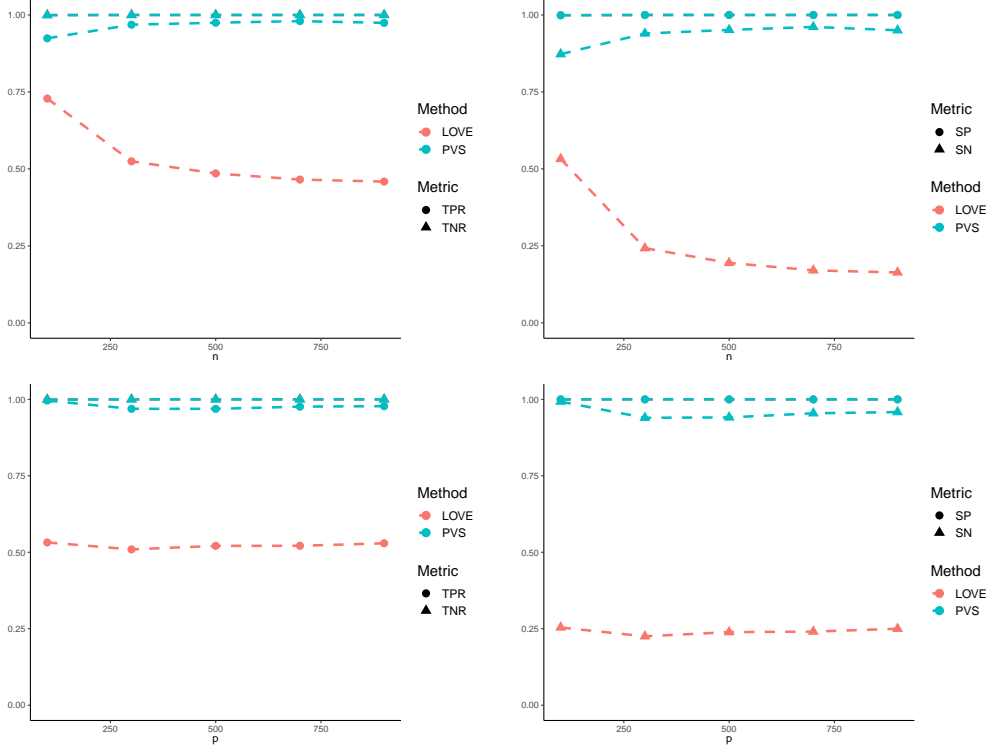 1.00
0.75
0.50
0.25
0.00
250
500
750
n
Method
LOVE
PVS
Metric
TPR
TNR
1.00
0.75
0.50
0.25
0.00
250
500
750
n
Metric
SP
SN
Method
LOVE
PVS
1.00
0.75
0.50
0.25
0.00
250
500
750
p
Method
LOVE
PVS
Metric
TPR
TNR
1.00
0.75
0.50
0.25
0.00
250
500
750
p
Metric
SP
SN
Method
LOVE
PVS